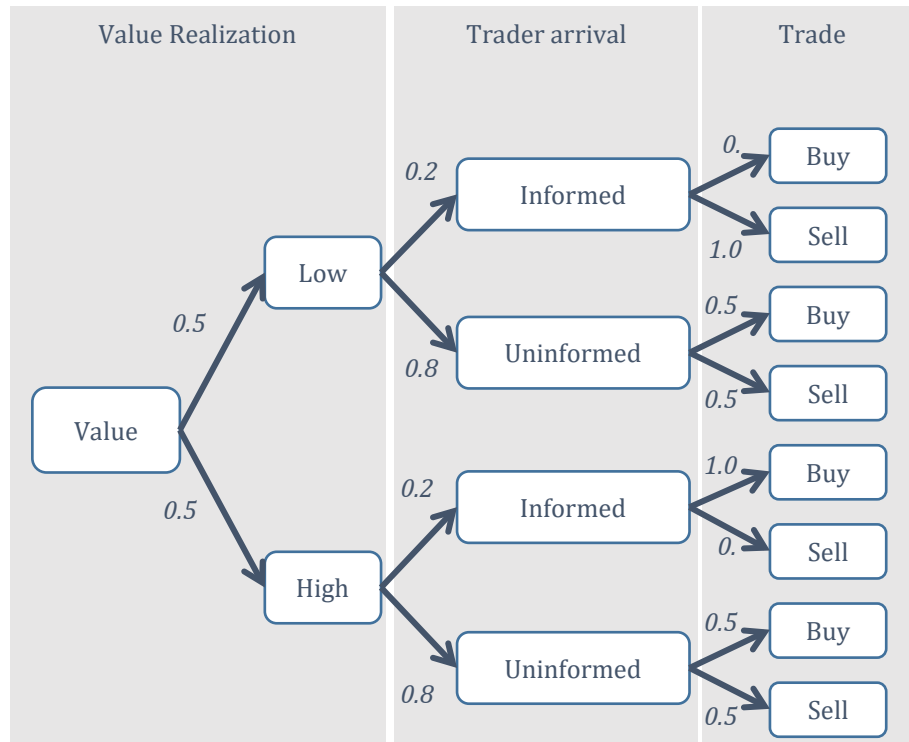 Value Realization
Trader arrival
Trade
0.
Buy
0.2
Informed
Sell
1.0
Low
0.5
Buy
0.5
Uninformed
0.8
Sell
0.5
Value
1.0
Buy
0.2
0.5
Informed
0.
Sell
High
0.5
Buy
Uninformed
0.8
Sell
0.5